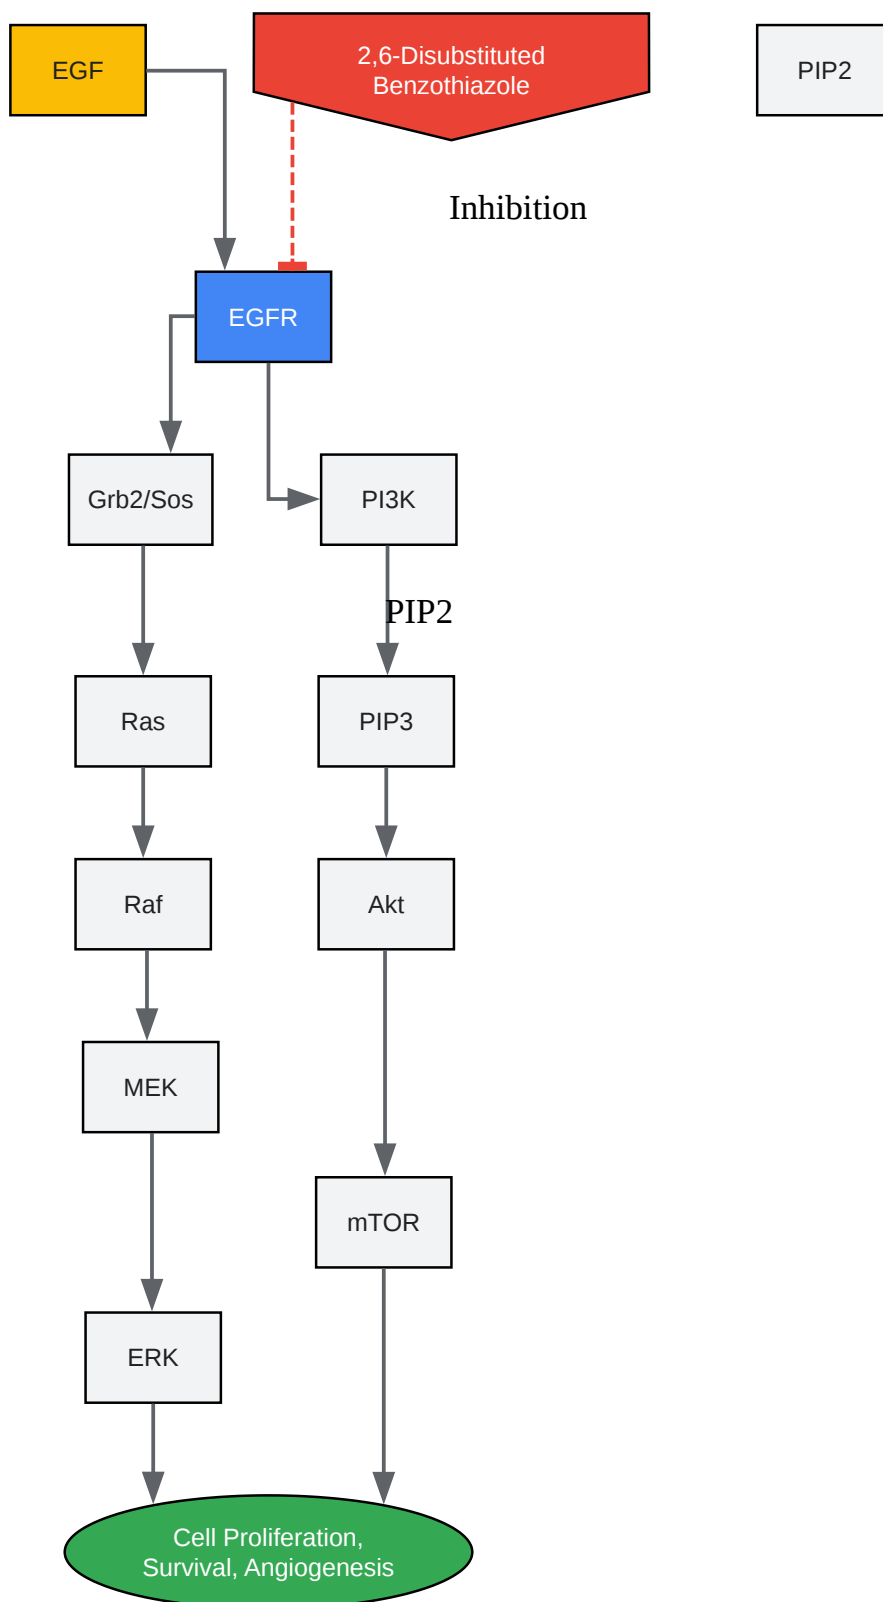 EGF
2,6-Disubstituted
Benzothiazole
PIP2
Inhibition
EGFR
Grb2/Sos
PI3K
PIP2
Ras
PIP3
Raf
Akt
MEK
mTOR
ERK
Cell Proliferation,
Survival, Angiogenesis